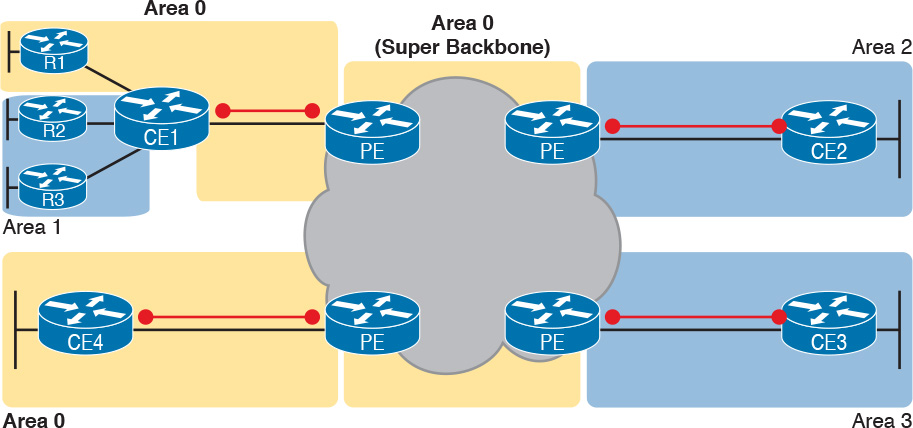 Area 0
Area 0
(Super Backbone)
Area 2
R1
R2
CE1
PE
PE
CE2
R3
Area 1
CE4
PE
PE
CE3
Area 0
Area 3